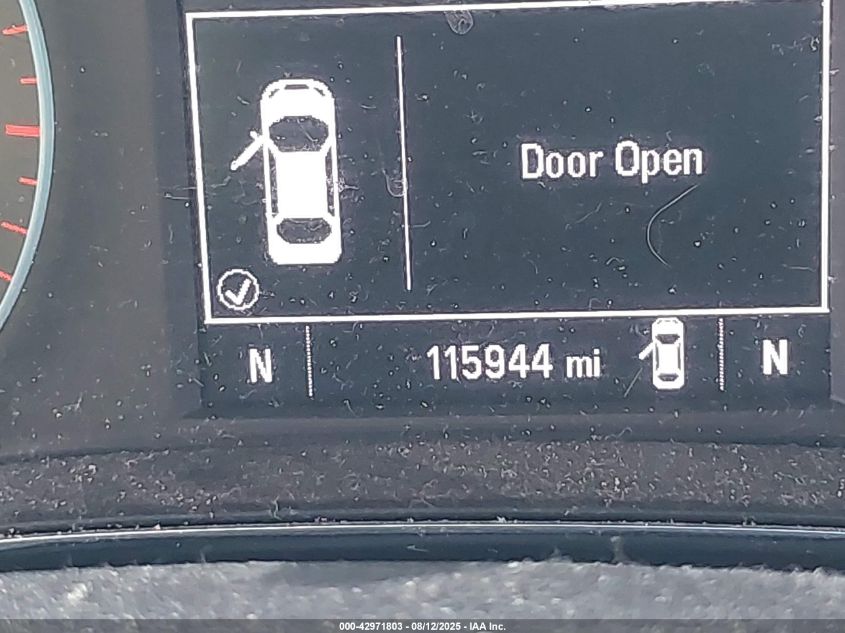 Door Open
N 115944 mi N
000-42971803 - 08/12/2025 - IAA Inc.